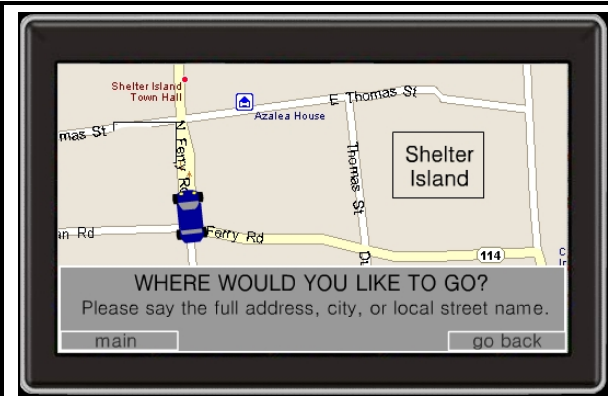 Shelter Island
Town Hall
E Thomas St
Azalea House
mas St
N Ferry Rd
Thomas St
Shelter
Island
an Rd
Ferry Rd
114
WHERE WOULD YOU LIKE TO GO?
Please say the full address, city, or local street name.
main
go back